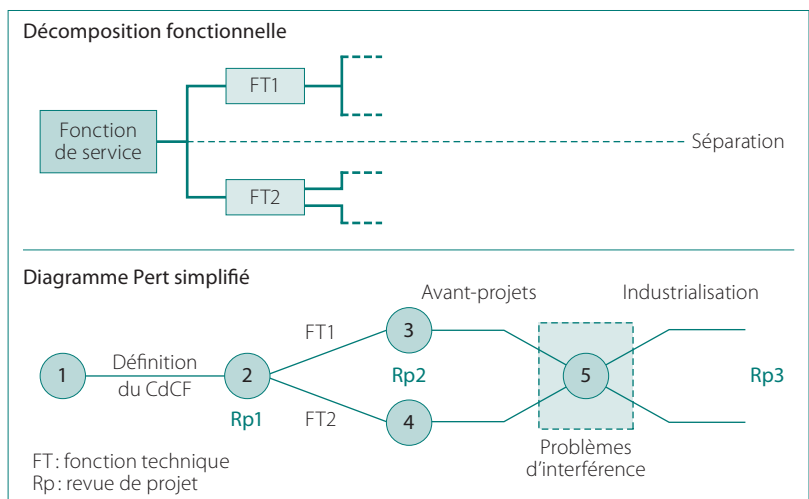 Décomposition fonctionnelle
FT1
Fonction
de service
Séparation
FT2
Diagramme Pert simplifié
Avant-projets
Industrialisation
FT1
3
1
Définition
du CdCF
2
Rp1
Rp2
5
Rp3
FT2
4
Problèmes
d'interférence
FT : fonction technique
Rp : revue de projet